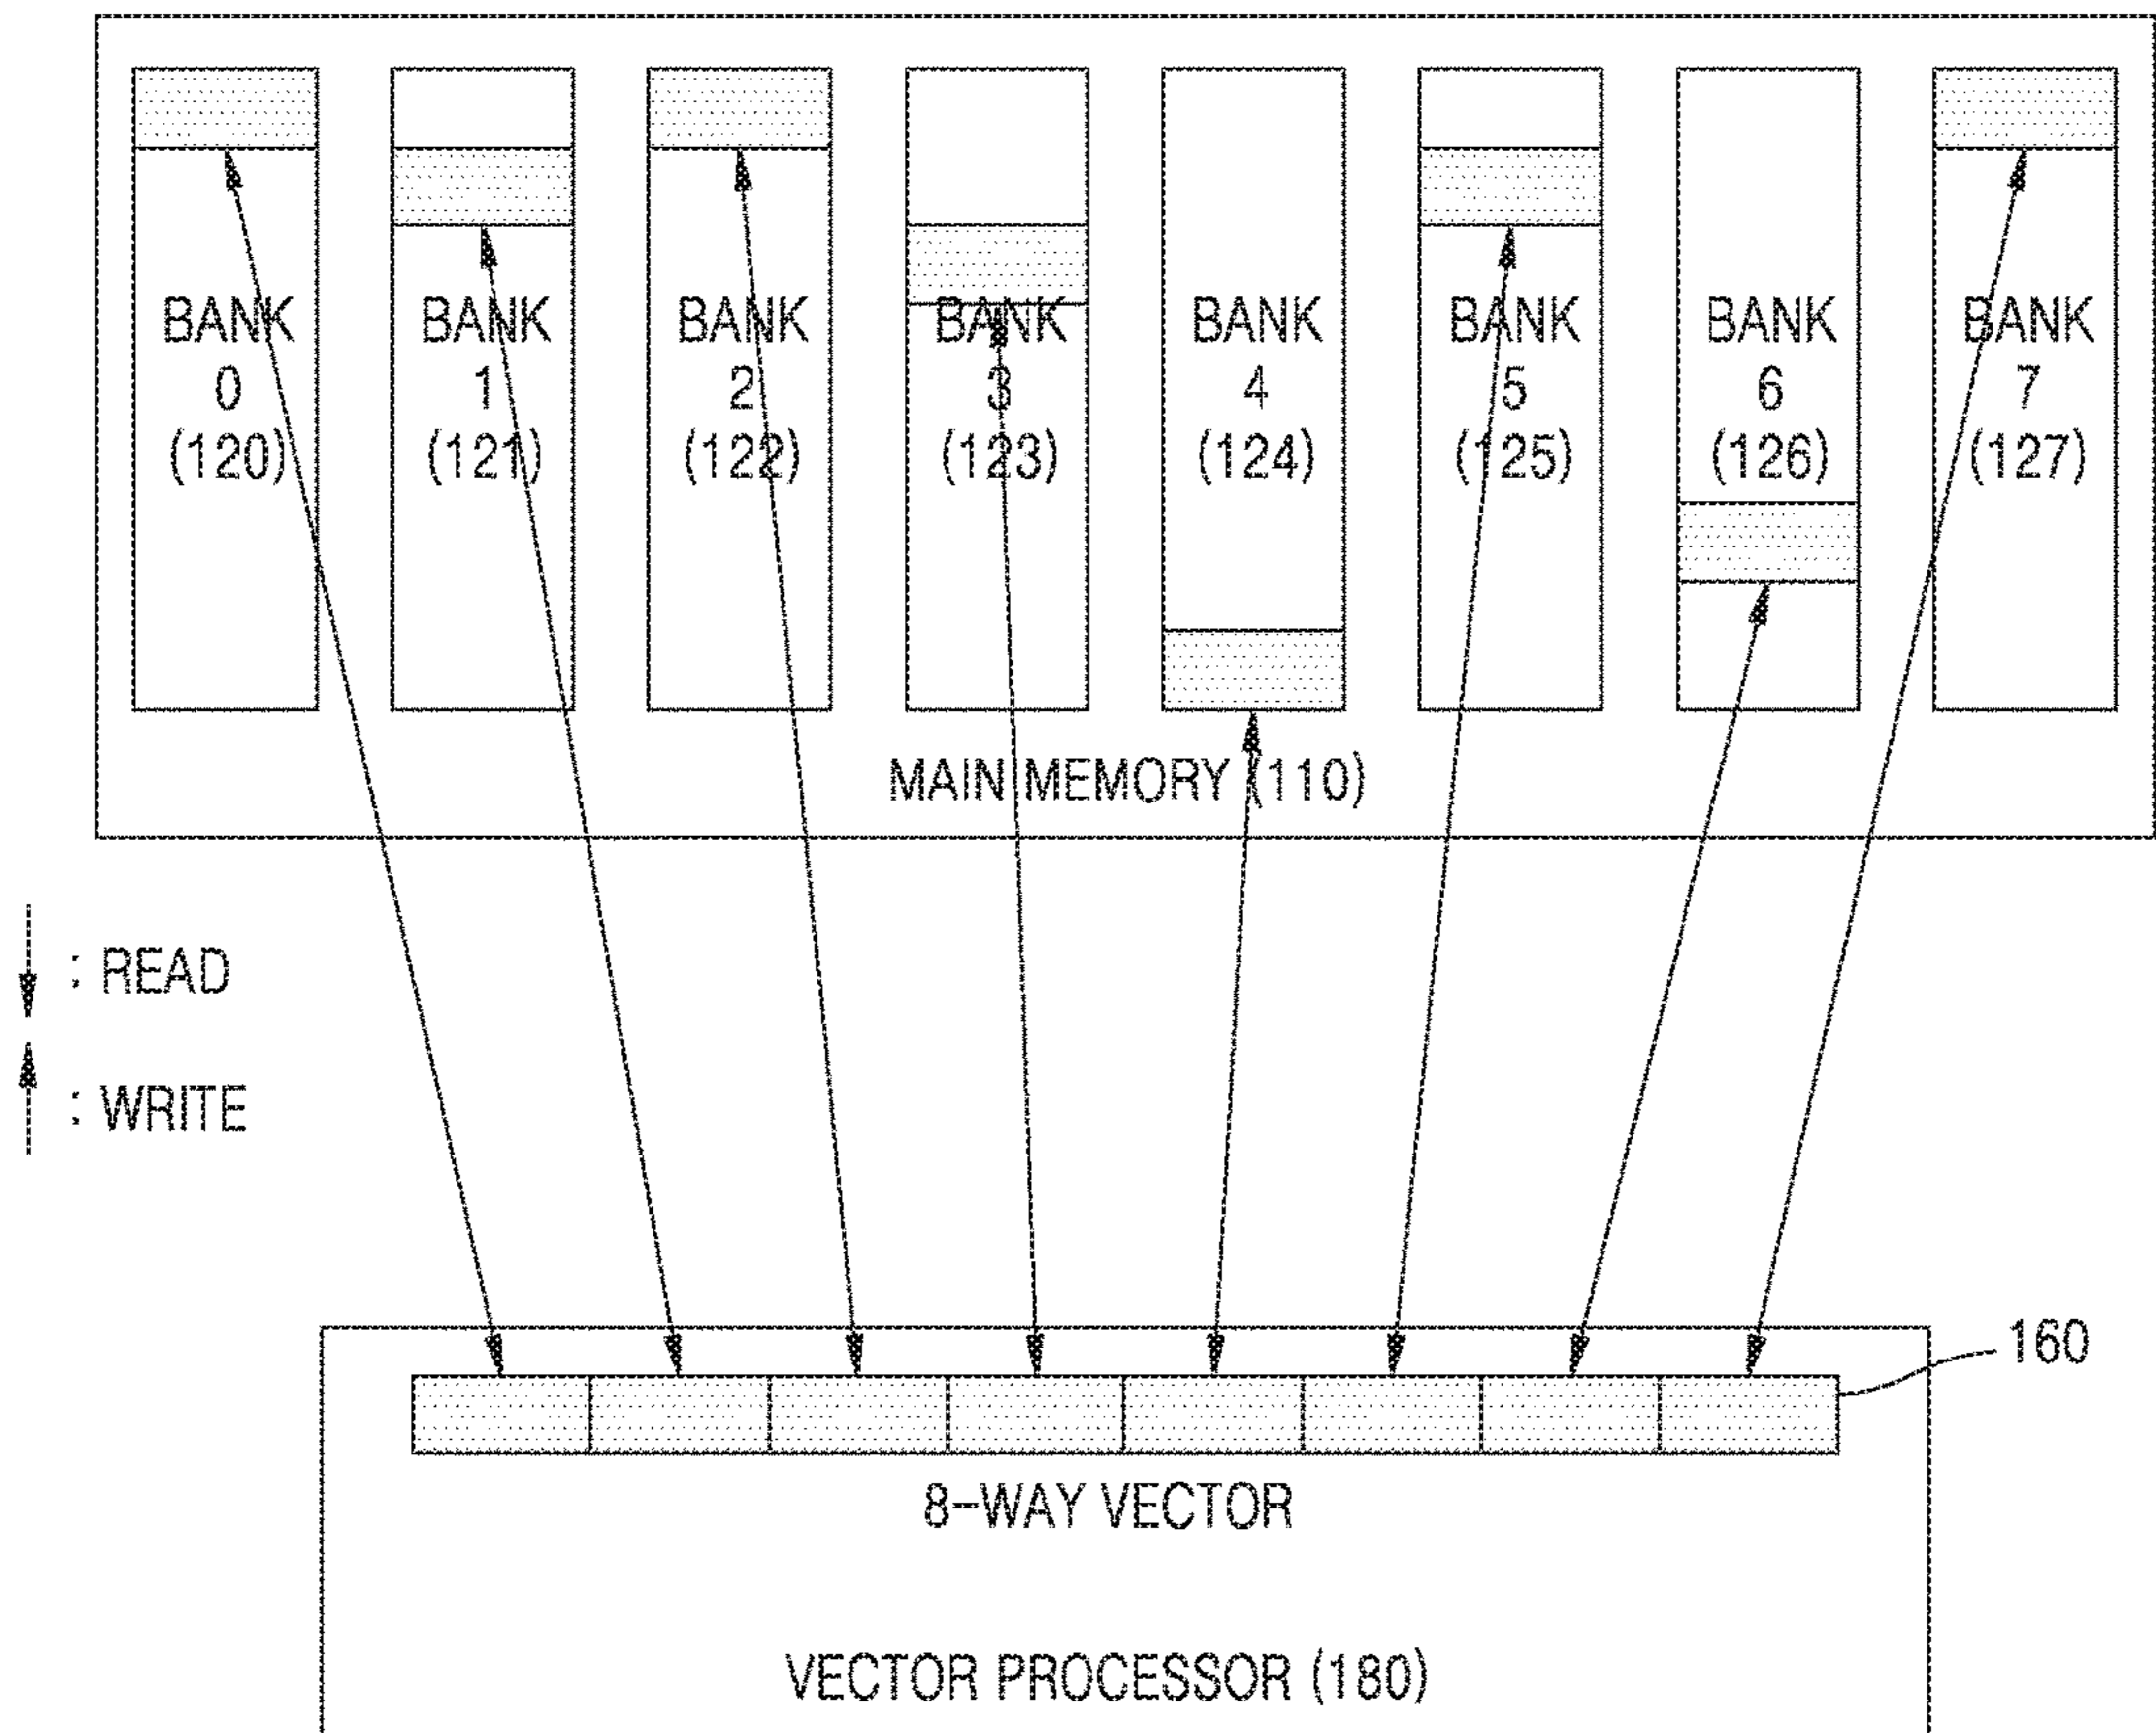 BANK 0 (120)
BANK 1 (121)
BANK 2 (122)
BANK 3 (123)
BANK 4 (124)
BANK 5 (125)
BANK 6 (126)
BANK 7 (127)
MAIN MEMORY (110)
: READ
: WRITE
160
8-WAY VECTOR
VECTOR PROCESSOR (180)